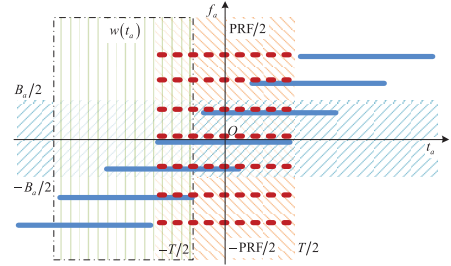 f_a
w(t_a)
PRF/2
B_a/2
O
t_a
−B_a/2
−T/2
−PRF/2
T/2